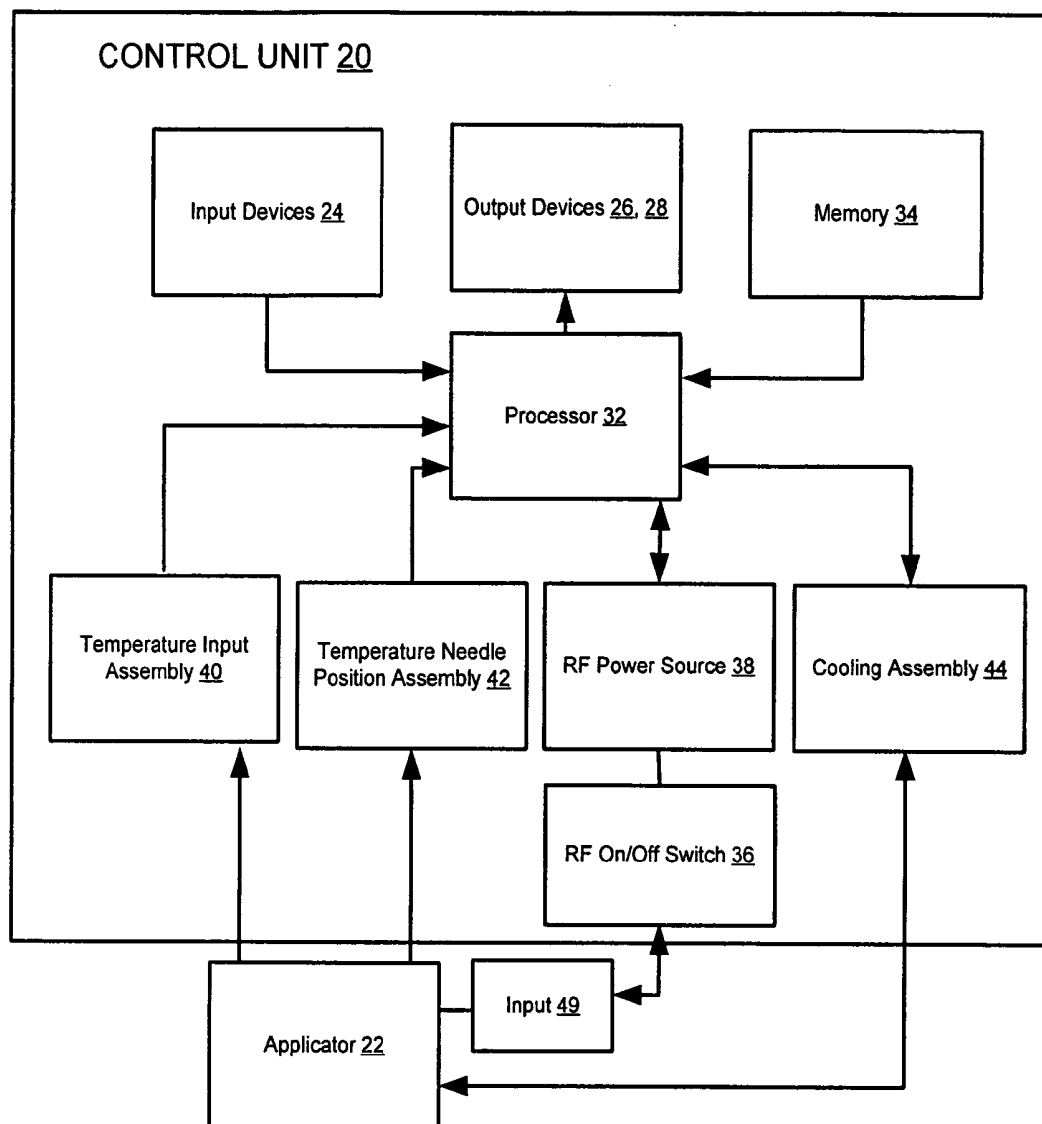 CONTROL UNIT 20
Input Devices 24
Output Devices 26, 28
Memory 34
Processor 32
Temperature Input
Assembly 40
Temperature Needle
Position Assembly 42
RF Power Source 38
Cooling Assembly 44
RF On/Off Switch 36
Input 49
Applicator 22